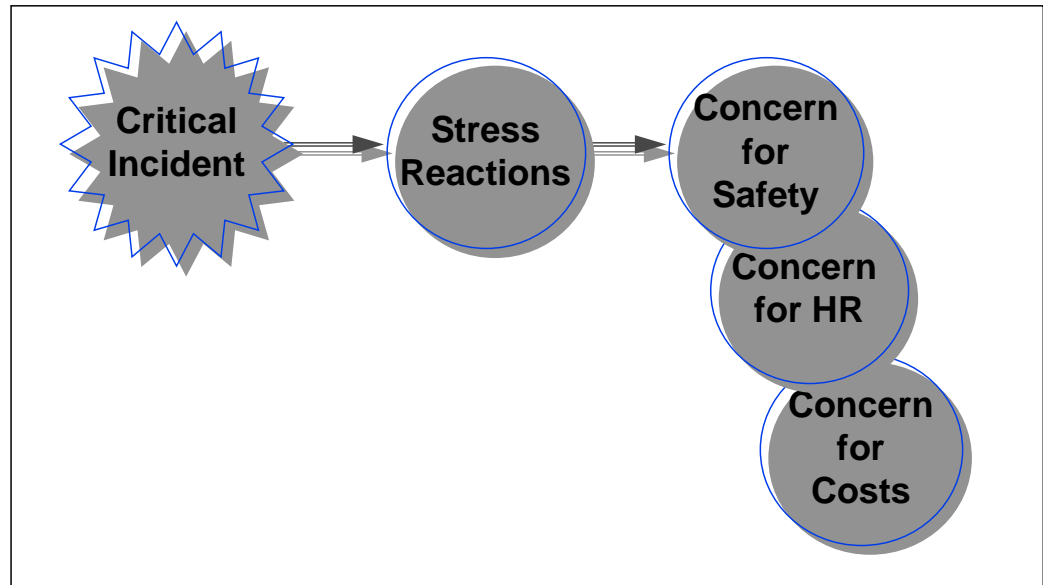 Critical
Incident
Stress
Reactions
Concern
for
Safety
Concern
for HR
Concern
for
Costs